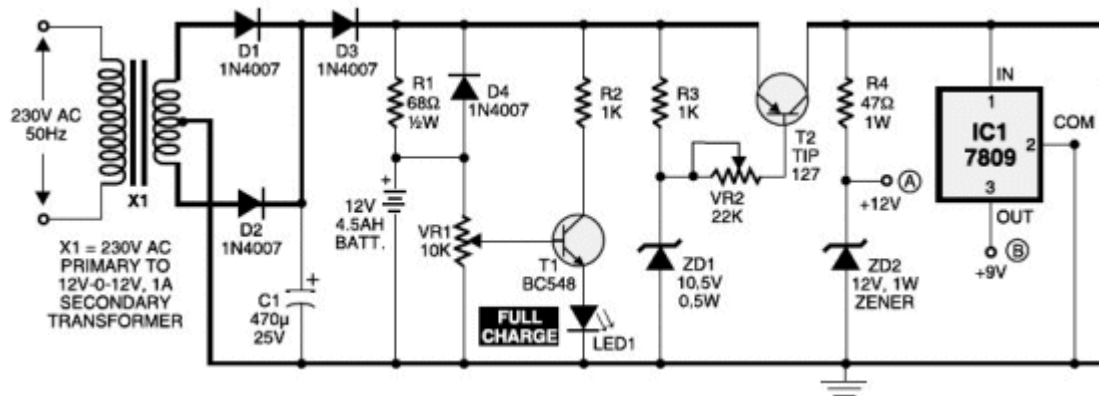 230V AC
50Hz
X1
X1 = 230V AC
PRIMARY TO
12V-0-12V, 1A
SECONDARY
TRANSFORMER
D1
1N4007
D2
1N4007
C1
470µ
25V
+
D3
1N4007
R1
68Ω
½W
D4
1N4007
+
12V
4.5AH
BATT.
VR1
10K
R2
1K
T1
BC548
FULL
CHARGE
LED1
R3
1K
VR2
22K
ZD1
10,5V
0,5W
T2
TIP
127
R4
47Ω
1W
A
+12V
ZD2
12V, 1W
ZENER
IN
1
IC1
7809
2
COM
3
OUT
B
+9V